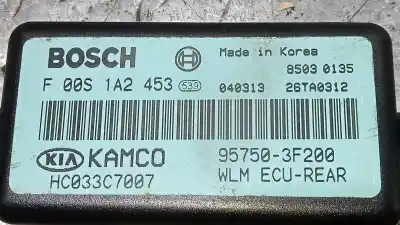 BOSCH
Made in Korea
8503 0135
F 00S 1A2 453 539
040313 26TA0312
KIA KAMCO
95750-3F200
HC033C7007
WLM ECU-REAR